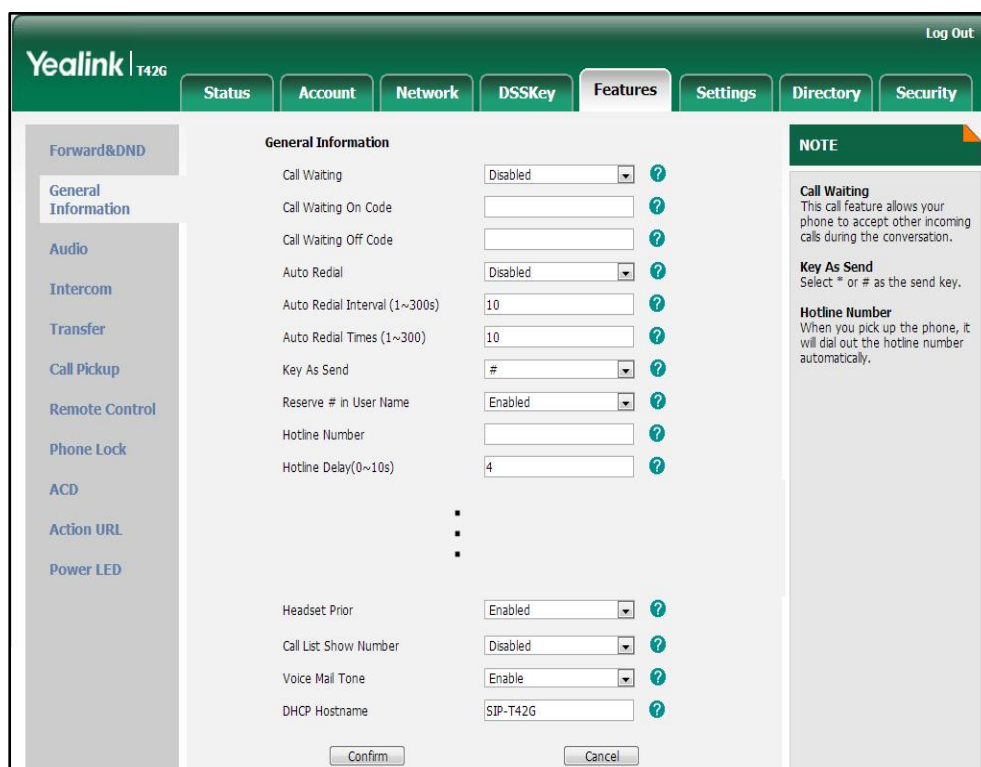 Log Out
Yealink T42G
Status Account Network DSSKey Features Settings Directory Security
Forward&DND
General
Information
Audio
Intercom
Transfer
Call Pickup
Remote Control
Phone Lock
ACD
Action URL
Power LED
General Information
Call Waiting Disabled ?
Call Waiting On Code ?
Call Waiting Off Code ?
Auto Redial Disabled ?
Auto Redial Interval (1~300s) 10 ?
Auto Redial Times (1~300) 10 ?
Key As Send # ?
Reserve # in User Name Enabled ?
Hotline Number ?
Hotline Delay(0~10s) 4 ?
Headset Prior Enabled ?
Call List Show Number Disabled ?
Voice Mail Tone Enable ?
DHCP Hostname SIP-T42G ?
Confirm Cancel
NOTE
Call Waiting
This call feature allows your
phone to accept other incoming
calls during the conversation.
Key As Send
Select * or # as the send key.
Hotline Number
When you pick up the phone, it
will dial out the hotline number
automatically.